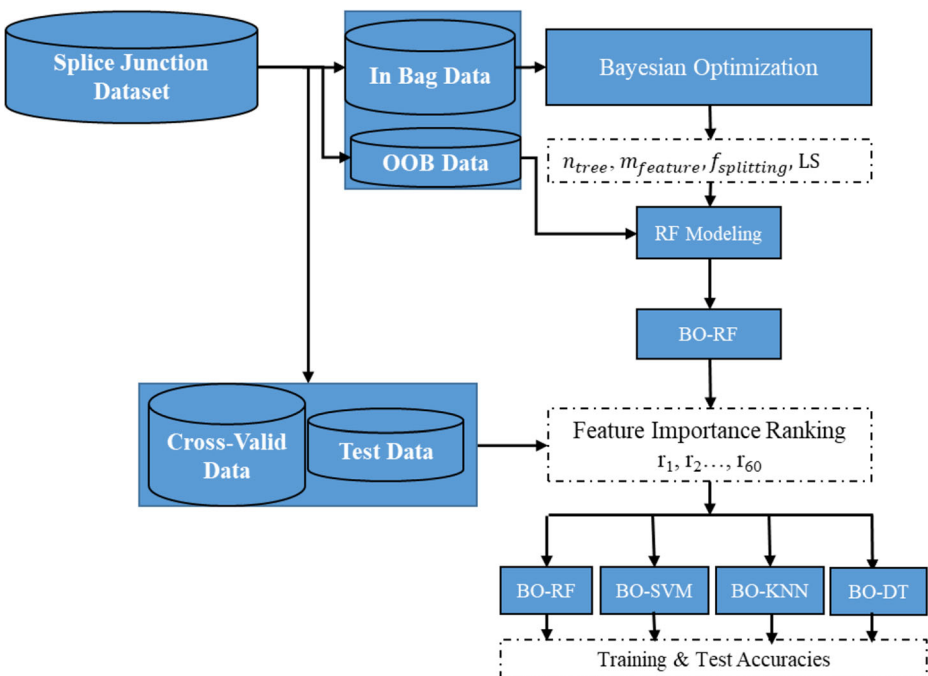 Splice Junction
Dataset
In Bag Data
Bayesian Optimization
OOB Data
n_tree, m_feature, f_splitting, LS
RF Modeling
BO-RF
Cross-Valid
Data
Test Data
Feature Importance Ranking
r₁, r₂…, r₆₀
BO-RF
BO-SVM
BO-KNN
BO-DT
Training & Test Accuracies